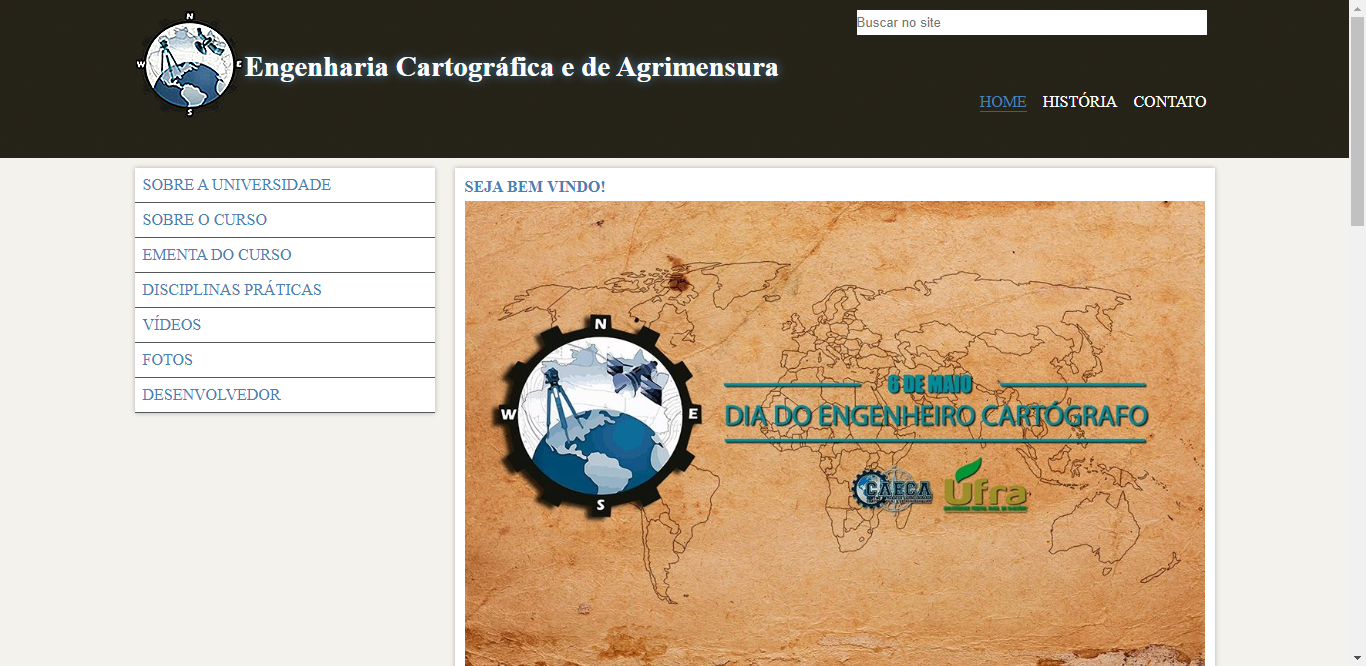 N
W
E
S
Engenharia Cartográfica e de Agrimensura
Buscar no site
HOME HISTÓRIA CONTATO
SOBRE A UNIVERSIDADE
SOBRE O CURSO
EMENTA DO CURSO
DISCIPLINAS PRÁTICAS
VÍDEOS
FOTOS
DESENVOLVEDOR
SEJA BEM VINDO!
N
W
E
S
6 DE MAIO
DIA DO ENGENHEIRO CARTÓGRAFO
CAECA
Ufra